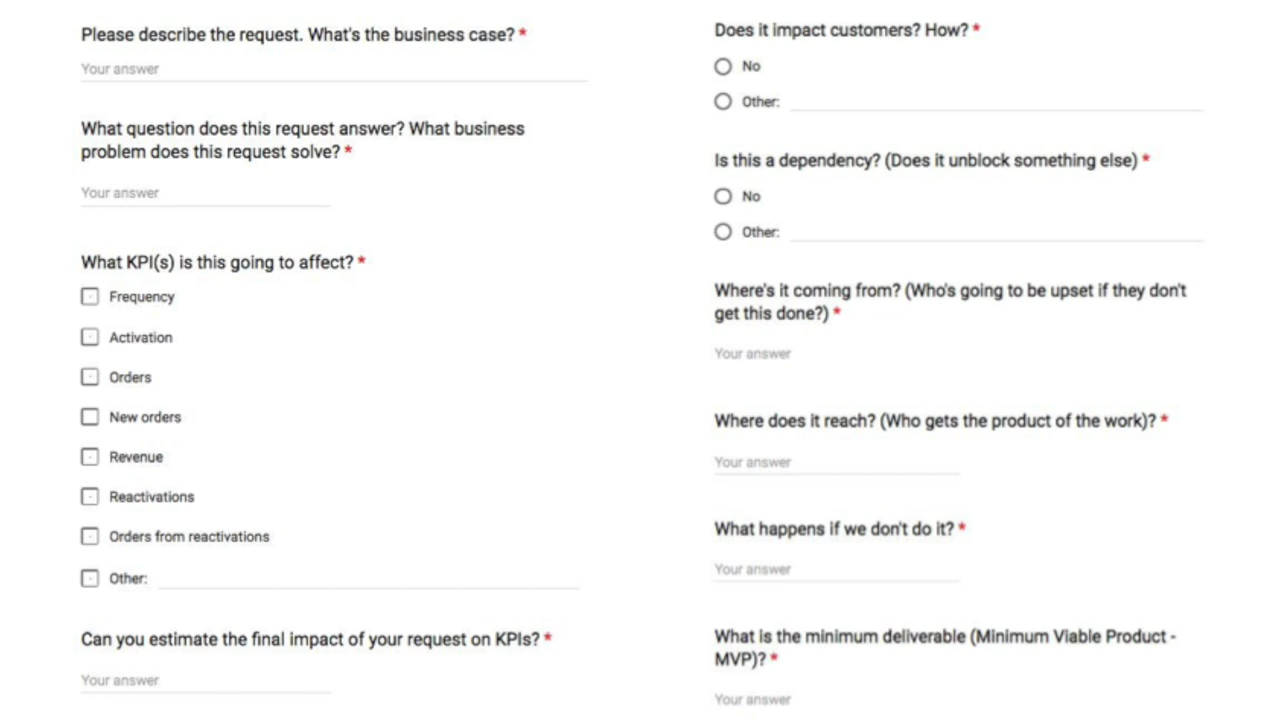 Please describe the request. What's the business case? *
Your answer
What question does this request answer? What business
problem does this request solve? *
Your answer
What KPI(s) is this going to affect? *
Frequency
Activation
Orders
New orders
Revenue
Reactivations
Orders from reactivations
Other:
Can you estimate the final impact of your request on KPIs? *
Your answer
Does it impact customers? How? *
No
Other:
Is this a dependency? (Does it unblock something else) *
No
Other:
Where's it coming from? (Who's going to be upset if they don't
get this done?) *
Your answer
Where does it reach? (Who gets the product of the work)? *
Your answer
What happens if we don't do it? *
Your answer
What is the minimum deliverable (Minimum Viable Product -
MVP)? *
Your answer